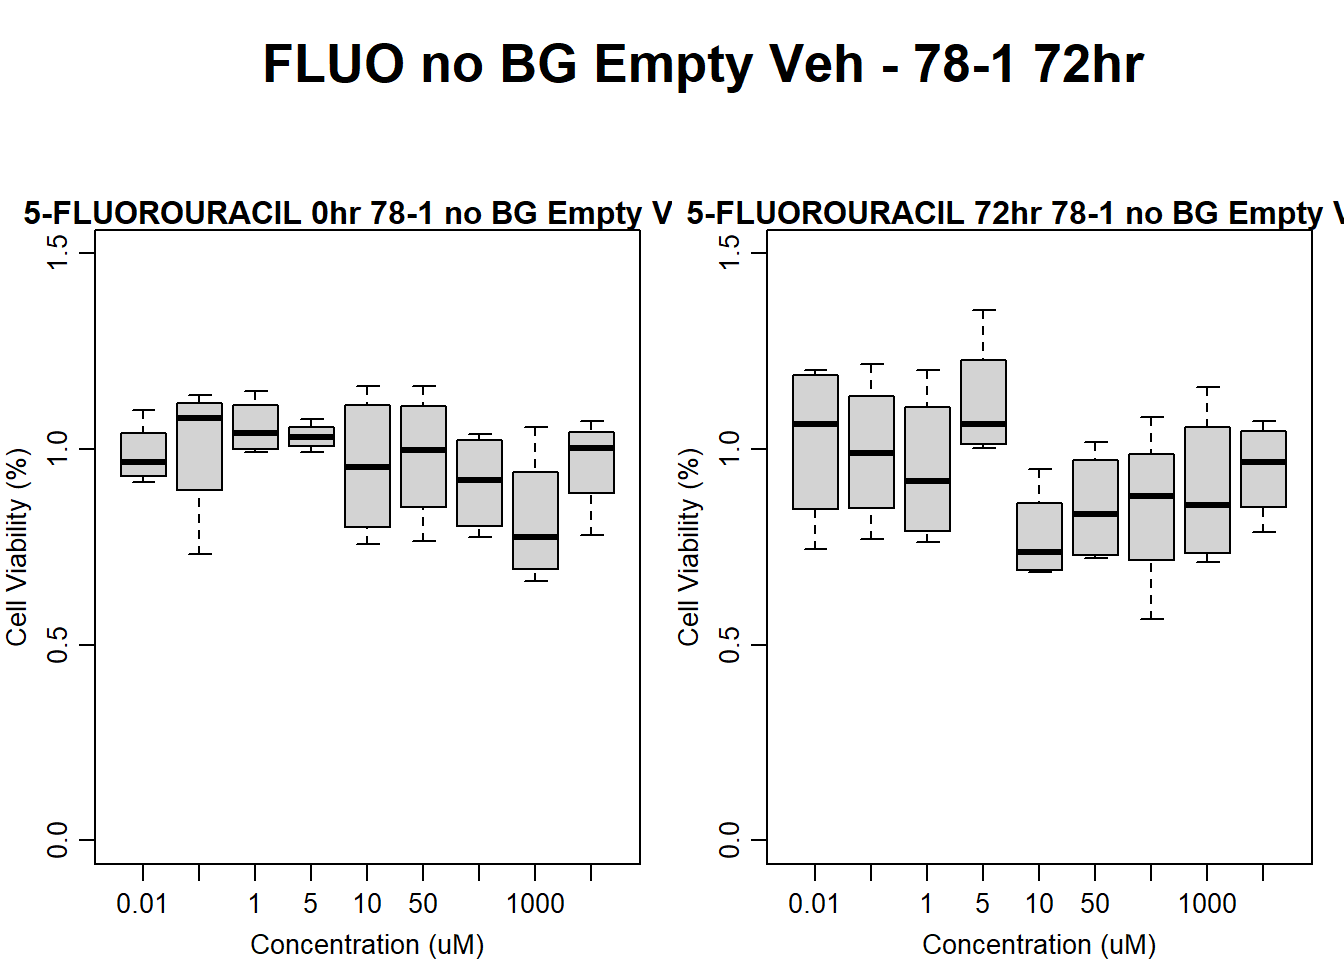 FLUO no BG Empty Veh - 78-1 72hr
5-FLUOROURACIL 0hr 78-1 no BG Empty V
Cell Viability (%)
1.5
1.0
0.5
0.0
0.01 1 5 10 50 1000
Concentration (uM)
5-FLUOROURACIL 72hr 78-1 no BG Empty V
Cell Viability (%)
1.5
1.0
0.5
0.0
0.01 1 5 10 50 1000
Concentration (uM)